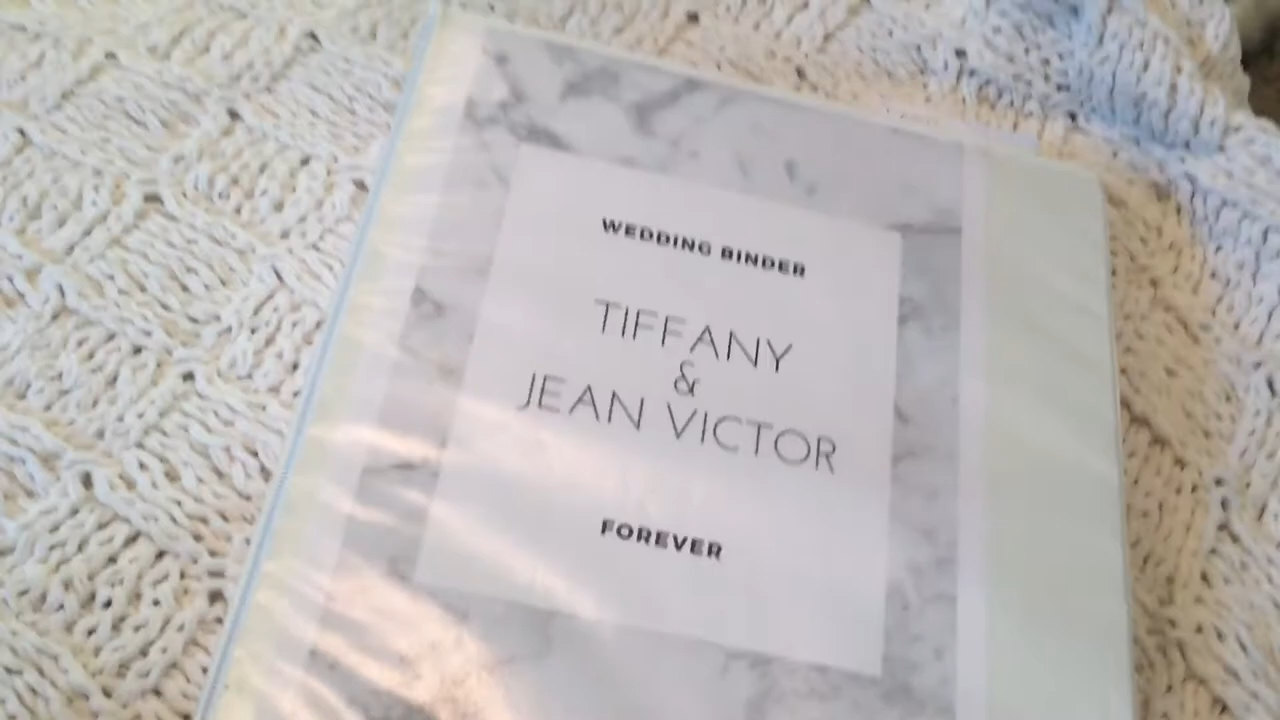 WEDDING BINDER
TIFFANY
&
JEAN VICTOR
FOREVER